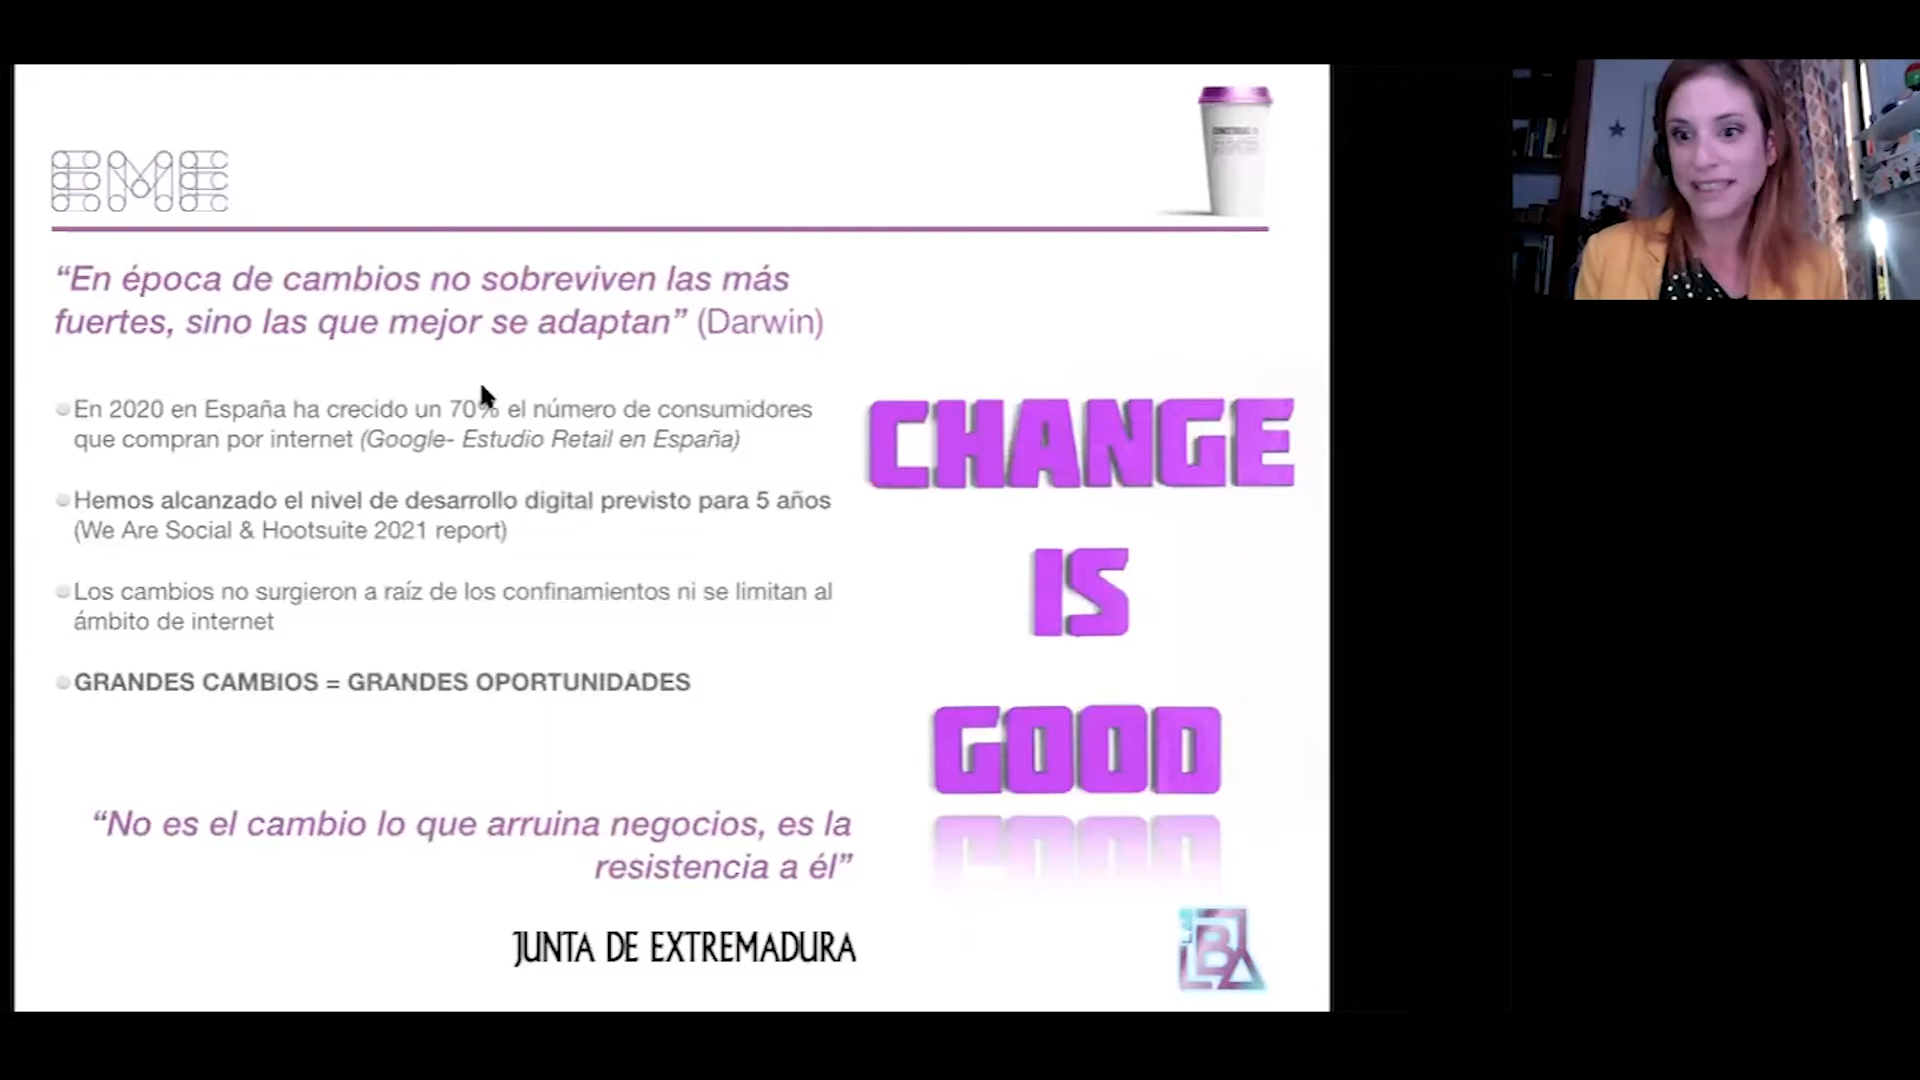 EME
“En época de cambios no sobreviven las más
fuertes, sino las que mejor se adaptan” (Darwin)
En 2020 en España ha crecido un 70% el número de consumidores
que compran por internet (Google- Estudio Retail en España)
Hemos alcanzado el nivel de desarrollo digital previsto para 5 años
(We Are Social & Hootsuite 2021 report)
Los cambios no surgieron a raíz de los confinamientos ni se limitan al
ámbito de internet
GRANDES CAMBIOS = GRANDES OPORTUNIDADES
“No es el cambio lo que arruina negocios, es la
resistencia a él”
CHANGE
IS
GOOD
JUNTA DE EXTREMADURA